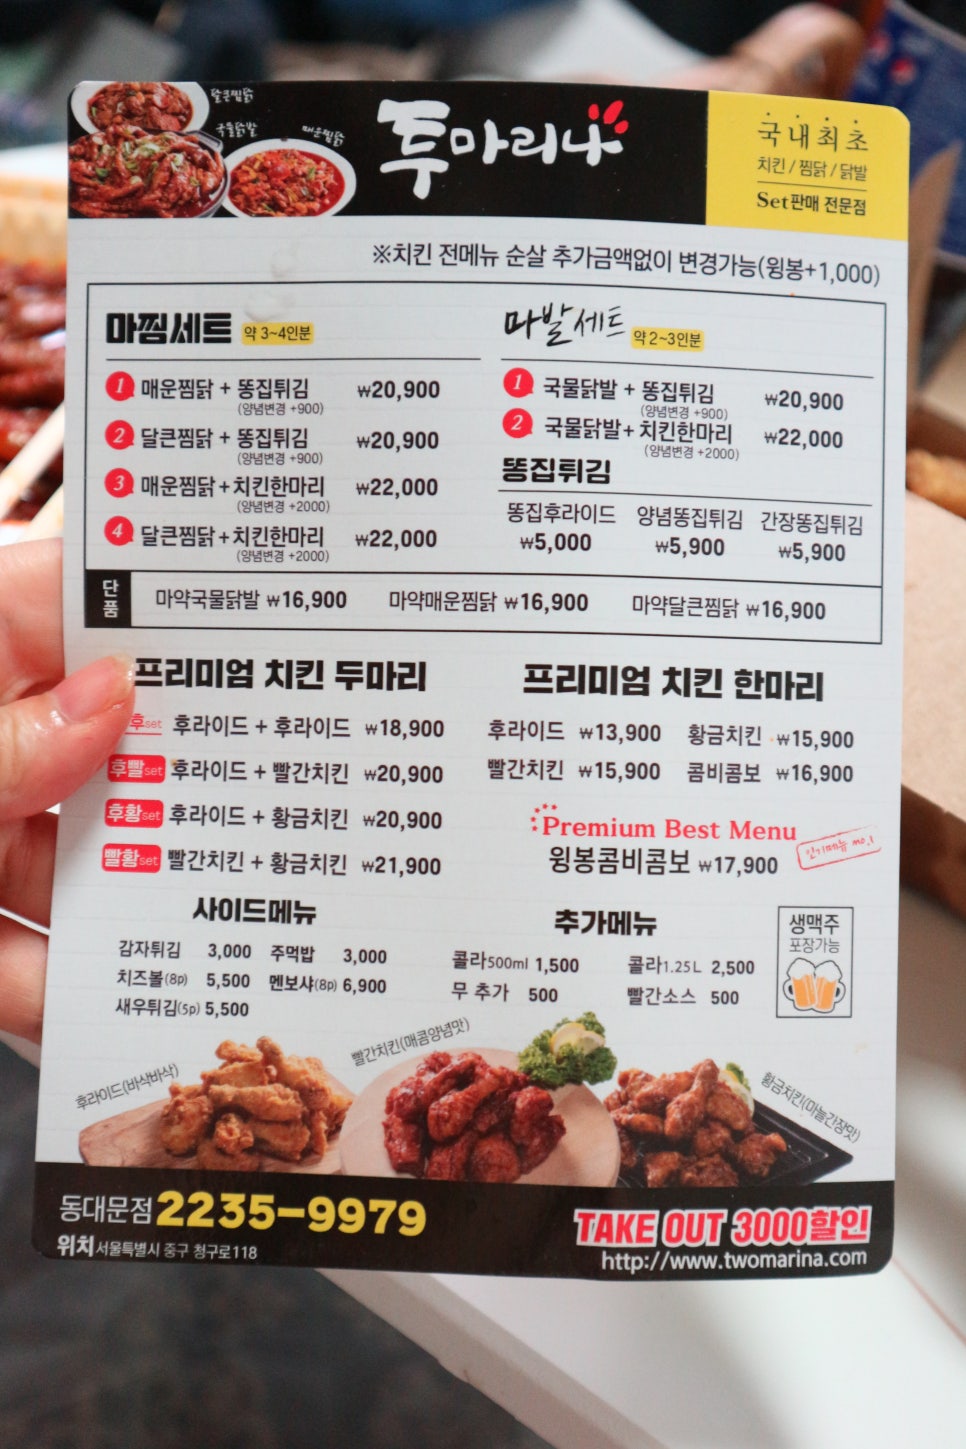 달큰찜닭
국물닭발
매운찜닭
두마리나
국내최초
치킨 / 찜닭 / 닭발
Set판매 전문점
※치킨 전메뉴 순살 추가금액없이 변경가능(윙봉+1,000)
마찜세트 약 3~4인분
1 매운찜닭 + 똥집튀김 ₩20,900
(양념변경 +900)
2 달큰찜닭 + 똥집튀김 ₩20,900
(양념변경 +900)
3 매운찜닭 + 치킨한마리 ₩22,000
(양념변경 +2000)
4 달큰찜닭 + 치킨한마리 ₩22,000
(양념변경 +2000)
마발세트 약 2~3인분
1 국물닭발 + 똥집튀김 ₩20,900
(양념변경 +900)
2 국물닭발 + 치킨한마리 ₩22,000
(양념변경 +2000)
똥집튀김
똥집후라이드 양념똥집튀김 간장똥집튀김
₩5,000 ₩5,900 ₩5,900
단품
마약국물닭발 ₩16,900 마약매운찜닭 ₩16,900 마약달큰찜닭 ₩16,900
프리미엄 치킨 두마리
후set 후라이드 + 후라이드 ₩18,900
후빨set 후라이드 + 빨간치킨 ₩20,900
후황set 후라이드 + 황금치킨 ₩20,900
빨황set 빨간치킨 + 황금치킨 ₩21,900
프리미엄 치킨 한마리
후라이드 ₩13,900 황금치킨 ₩15,900
빨간치킨 ₩15,900 콤비콤보 ₩16,900
Premium Best Menu
윙봉콤비콤보 ₩17,900
인기메뉴 no.1
사이드메뉴
감자튀김 3,000 주먹밥 3,000
치즈볼(8p) 5,500 멘보샤(8p) 6,900
새우튀김(5p) 5,500
추가메뉴
콜라500ml 1,500 콜라1.25L 2,500
무 추가 500 빨간소스 500
생맥주
포장가능
후라이드(바삭바삭)
빨간치킨(매콤양념맛)
황금치킨(마늘간장맛)
동대문점 2235-9979
위치 서울특별시 중구 청구로118
TAKE OUT 3000할인
http://www.twomarina.com